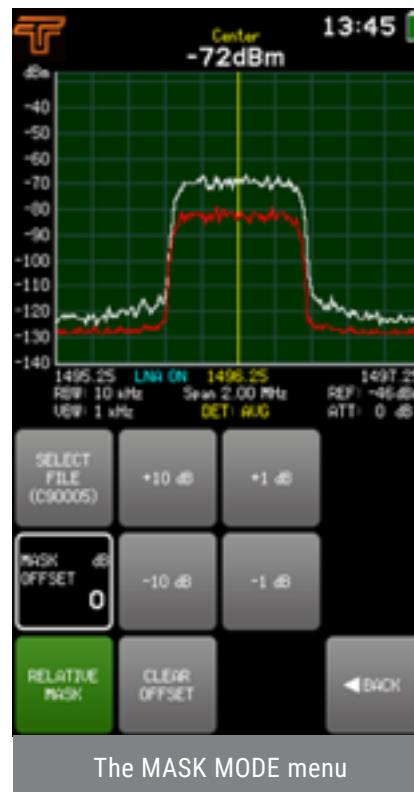 Center
13:45
-72dBm
dBm
-40
-50
-60
-70
-80
-90
-100
-110
-120
-130
-140
1495.25 LNA ON 1496.25 1497.25
RBW: 10 kHz Span 2.00 MHz REF: -46dBm
VBW: 1 kHz DET: AVG ATT: 0 dB
SELECT
FILE
(C90005)
+10 dB
+1 dB
MASK dB
OFFSET
0
-10 dB
-1 dB
RELATIVE
MASK
CLEAR
OFFSET
◄BACK
The MASK MODE menu